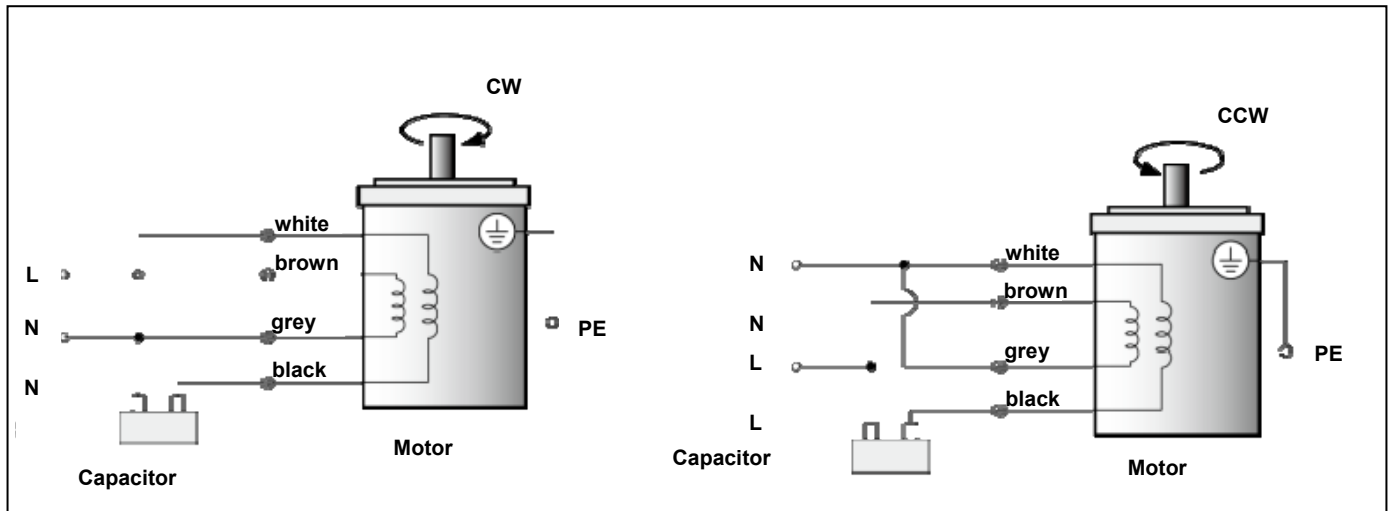 CW
white
brown
L
N
grey
PE
black
N
Motor
Capacitor
CCW
white
N
brown
N
grey
L
PE
black
L
Capacitor
Motor